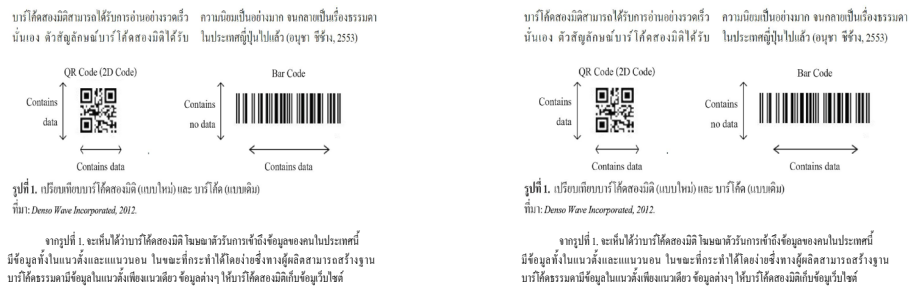 บาร์โค้ดสองมิติสามารถได้รับการอ่านอย่างรวดเร็ว ความนิยมเป็นอย่างมาก จนกลายเป็นเรื่องธรรมดา
นั่นเอง ตัวสัญลักษณ์บาร์โค้ดสองมิติได้รับ ในประเทศญี่ปุ่นไปแล้ว (อนุชา ชีช้าง, 2553)
QR Code (2D Code) Bar Code
Contains data Contains no data
Contains data Contains data
รูปที่ 1. เปรียบเทียบบาร์โค้ดสองมิติ (แบบใหม่) และ บาร์โค้ด (แบบเดิม)
ที่มา: Denso Wave Incorporated, 2012.
จากรูปที่ 1. จะเห็นได้ว่าบาร์โค้ดสองมิติ โฆษณาตัวรันการเข้าถึงข้อมูลของคนในประเทศนี้
มีข้อมูลทั้งในแนวตั้งและแนวนอน ในขณะที่กระทำได้โดยง่ายซึ่งทางผู้ผลิตสามารถสร้างฐาน
บาร์โค้ดธรรมดามีข้อมูลในแนวตั้งเพียงแนวเดียว ข้อมูลต่างๆ ให้บาร์โค้ดสองมิติเก็บข้อมูเว็บไซต์
บาร์โค้ดสองมิติสามารถได้รับการอ่านอย่างรวดเร็ว ความนิยมเป็นอย่างมาก จนกลายเป็นเรื่องธรรมดา
นั่นเอง ตัวสัญลักษณ์บาร์โค้ดสองมิติได้รับ ในประเทศญี่ปุ่นไปแล้ว (อนุชา ชีช้าง, 2553)
QR Code (2D Code) Bar Code
Contains data Contains no data
Contains data Contains data
รูปที่ 1. เปรียบเทียบบาร์โค้ดสองมิติ (แบบใหม่) และ บาร์โค้ด (แบบเดิม)
ที่มา: Denso Wave Incorporated, 2012.
จากรูปที่ 1. จะเห็นได้ว่าบาร์โค้ดสองมิติ โฆษณาตัวรันการเข้าถึงข้อมูลของคนในประเทศนี้
มีข้อมูลทั้งในแนวตั้งและแนวนอน ในขณะที่กระทำได้โดยง่ายซึ่งทางผู้ผลิตสามารถสร้างฐาน
บาร์โค้ดธรรมดามีข้อมูลในแนวตั้งเพียงแนวเดียว ข้อมูลต่างๆ ให้บาร์โค้ดสองมิติเก็บข้อมูเว็บไซต์